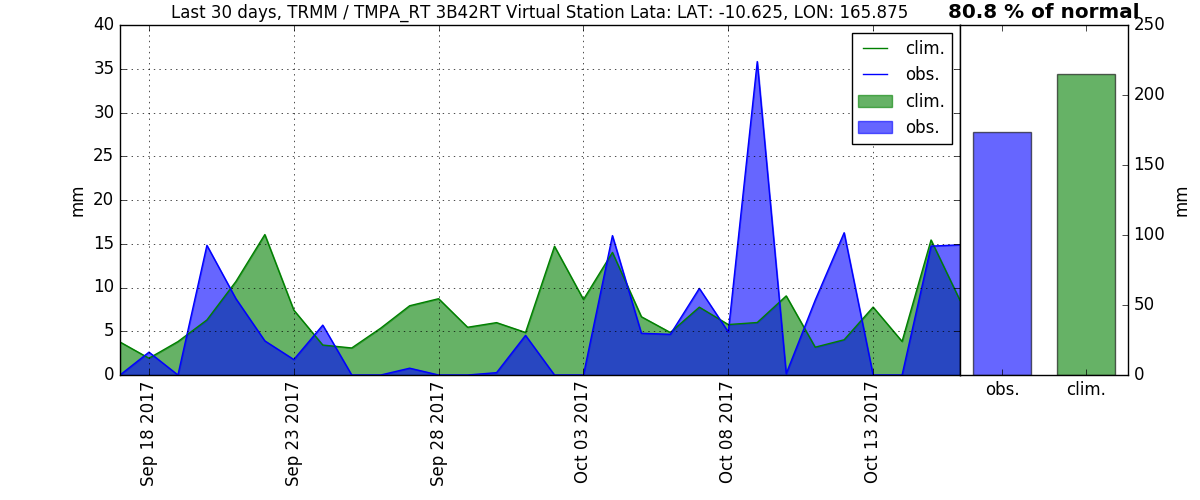 Last 30 days, TRMM / TMPA_RT 3B42RT Virtual Station Lata: LAT: -10.625, LON: 165.875
80.8 % of normal
40
35
30
25
20
15
10
5
0
mm
clim.
obs.
clim.
obs.
Sep 18 2017
Sep 23 2017
Sep 28 2017
Oct 03 2017
Oct 08 2017
Oct 13 2017
250
200
150
100
50
0
mm
obs.
clim.